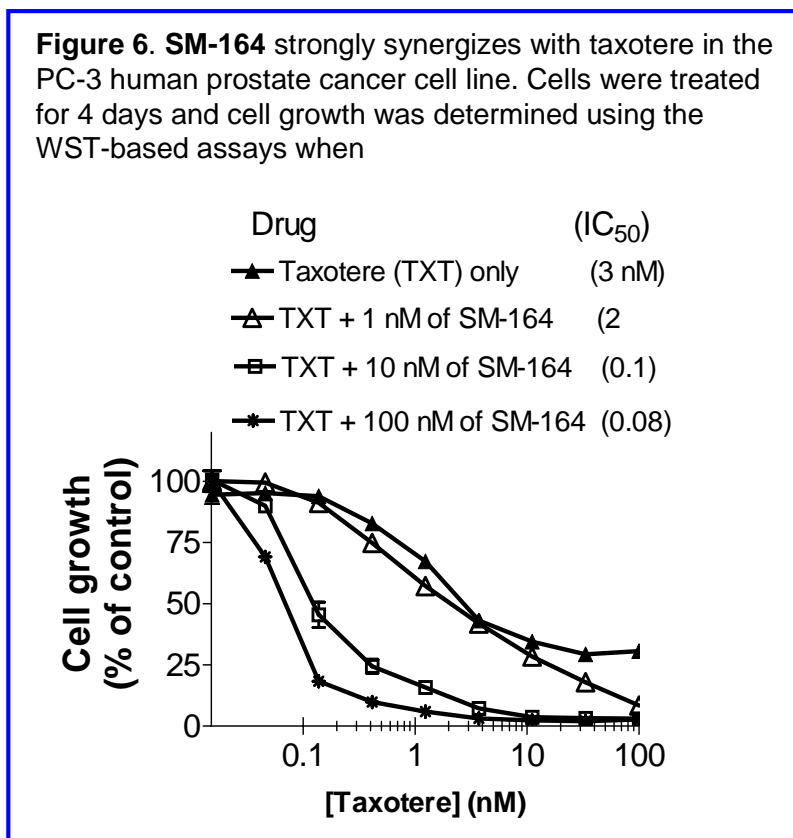 Figure 6. SM-164 strongly synergizes with taxotere in the
PC-3 human prostate cancer cell line. Cells were treated
for 4 days and cell growth was determined using the
WST-based assays when
Drug (IC50)
Taxotere (TXT) only (3 nM)
TXT + 1 nM of SM-164 (2
TXT + 10 nM of SM-164 (0.1)
TXT + 100 nM of SM-164 (0.08)
Cell growth
(% of control)
100
75
50
25
0
0.1 1 10 100
[Taxotere] (nM)